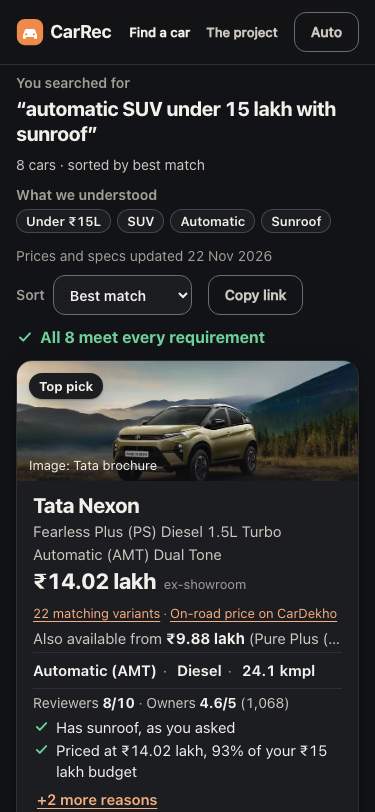 CarRec Find a car The project Auto
You searched for
“automatic SUV under 15 lakh with
sunroof”
8 cars · sorted by best match
What we understood
Under ₹15L SUV Automatic Sunroof
Prices and specs updated 22 Nov 2026
Sort Best match Copy link
All 8 meet every requirement
Top pick
Image: Tata brochure
Tata Nexon
Fearless Plus (PS) Diesel 1.5L Turbo
Automatic (AMT) Dual Tone
₹14.02 lakh ex-showroom
22 matching variants · On-road price on CarDekho
Also available from ₹9.88 lakh (Pure Plus (...
Automatic (AMT) · Diesel · 24.1 kmpl
Reviewers 8/10 · Owners 4.6/5 (1,068)
Has sunroof, as you asked
Priced at ₹14.02 lakh, 93% of your ₹15
lakh budget
+2 more reasons